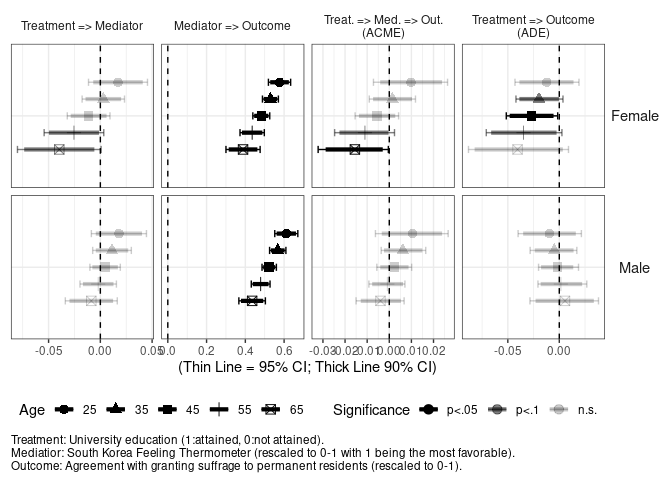 Treatment => Mediator
Mediator => Outcome
Treat. => Med. => Out.
(ACME)
Treatment => Outcome
(ADE)
Female
Male
-0.05 0.00 0.05
0.0 0.2 0.4 0.6
-0.03 -0.02 -0.01 0.00 0.01 0.02
-0.05 0.00
(Thin Line = 95% CI; Thick Line 90% CI)
Age 25 35 45 55 65 Significance p<.05 p<.1 n.s.
Treatment: University education (1:attained, 0:not attained).
Mediatior: South Korea Feeling Thermometer (rescaled to 0-1 with 1 being the most favorable).
Outcome: Agreement with granting suffrage to permanent residents (rescaled to 0-1).